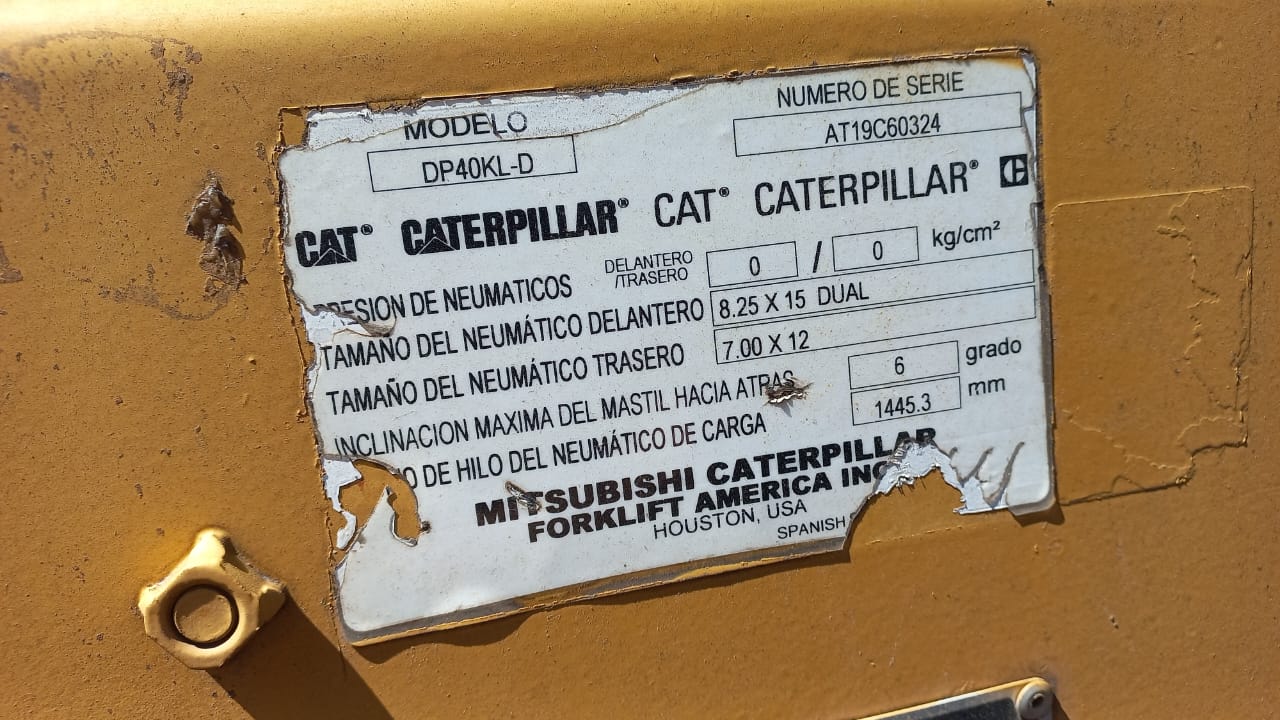 MODELO
DP40KL-D
NUMERO DE SERIE
AT19C60324
CAT® CATERPILLAR® CAT® CATERPILLAR®
PRESION DE NEUMATICOS DELANTERO /TRASERO 0 / 0 kg/cm²
TAMAÑO DEL NEUMÁTICO DELANTERO 8.25 X 15 DUAL
TAMAÑO DEL NEUMÁTICO TRASERO 7.00 X 12
INCLINACION MAXIMA DEL MASTIL HACIA ATRAS 6 grado
O DE HILO DEL NEUMÁTICO DE CARGA 1445.3 mm
MITSUBISHI CATERPILLAR
FORKLIFT AMERICA INC
HOUSTON, USA
SPANISH